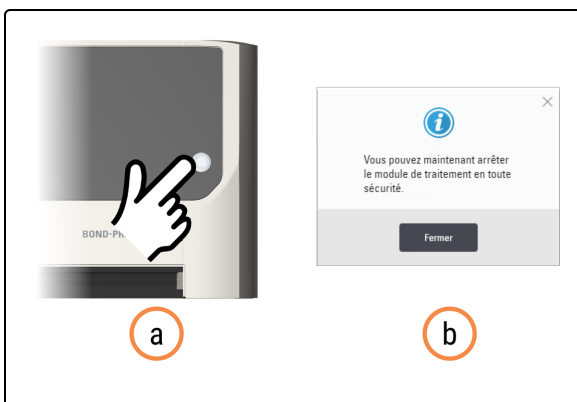 BOND-PR
Vous pouvez maintenant arrêter
le module de traitement en toute
sécurité.
Fermer
a
b